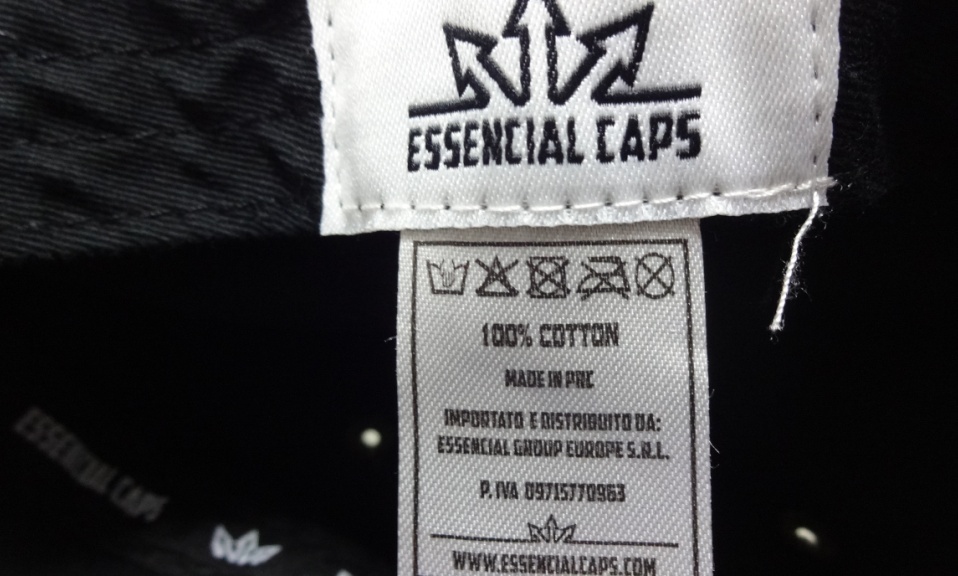 ESSENCIAL CAPS
100% COTTON
MADE IN PRC
IMPORTATO E DISTRIBUITO DA:
ESSENCIAL GROUP EUROPE S.R.L.
P. IVA 09715770963
WWW.ESSENCIALCAPS.COM
ESSENCIAL CAPS